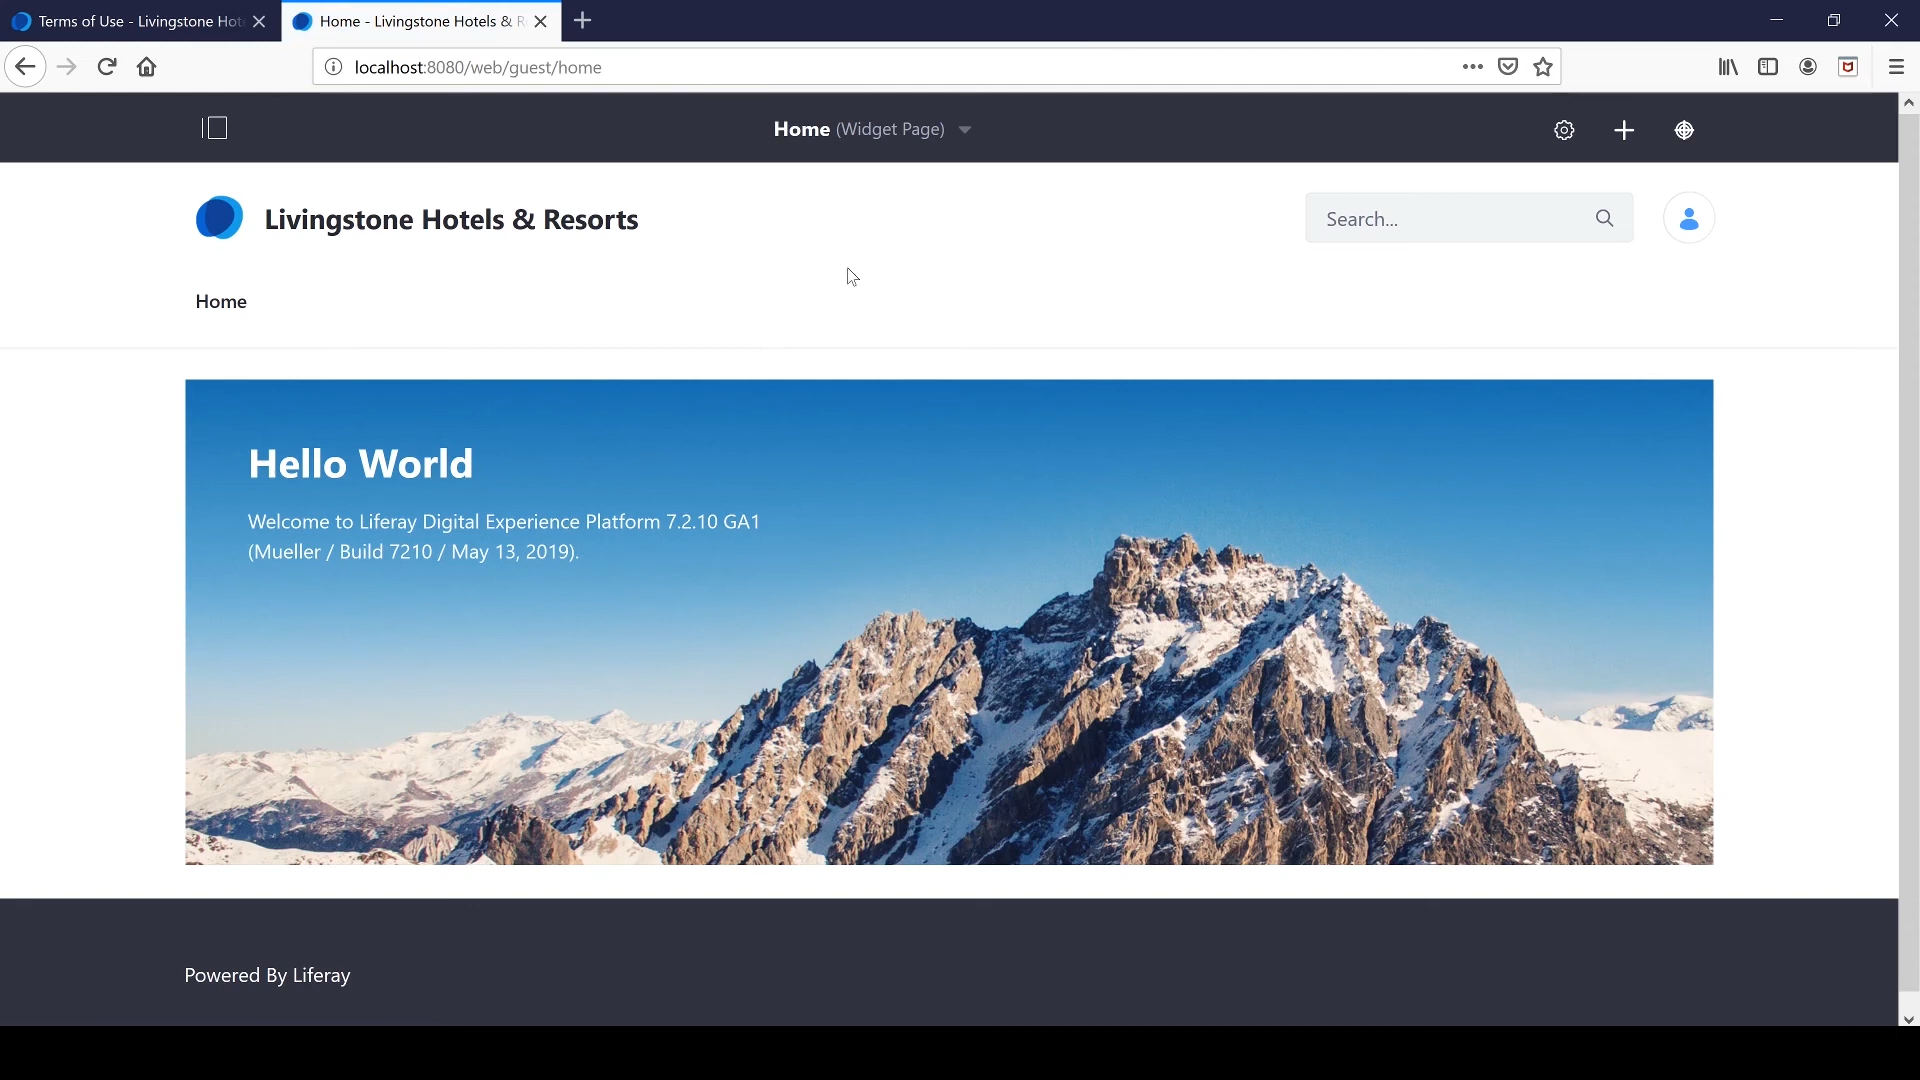 Terms of Use - Livingstone Hot
Home - Livingstone Hotels & R
localhost:8080/web/guest/home
Home (Widget Page)
Livingstone Hotels & Resorts
Search...
Home
Hello World
Welcome to Liferay Digital Experience Platform 7.2.10 GA1
(Mueller / Build 7210 / May 13, 2019).
Powered By Liferay